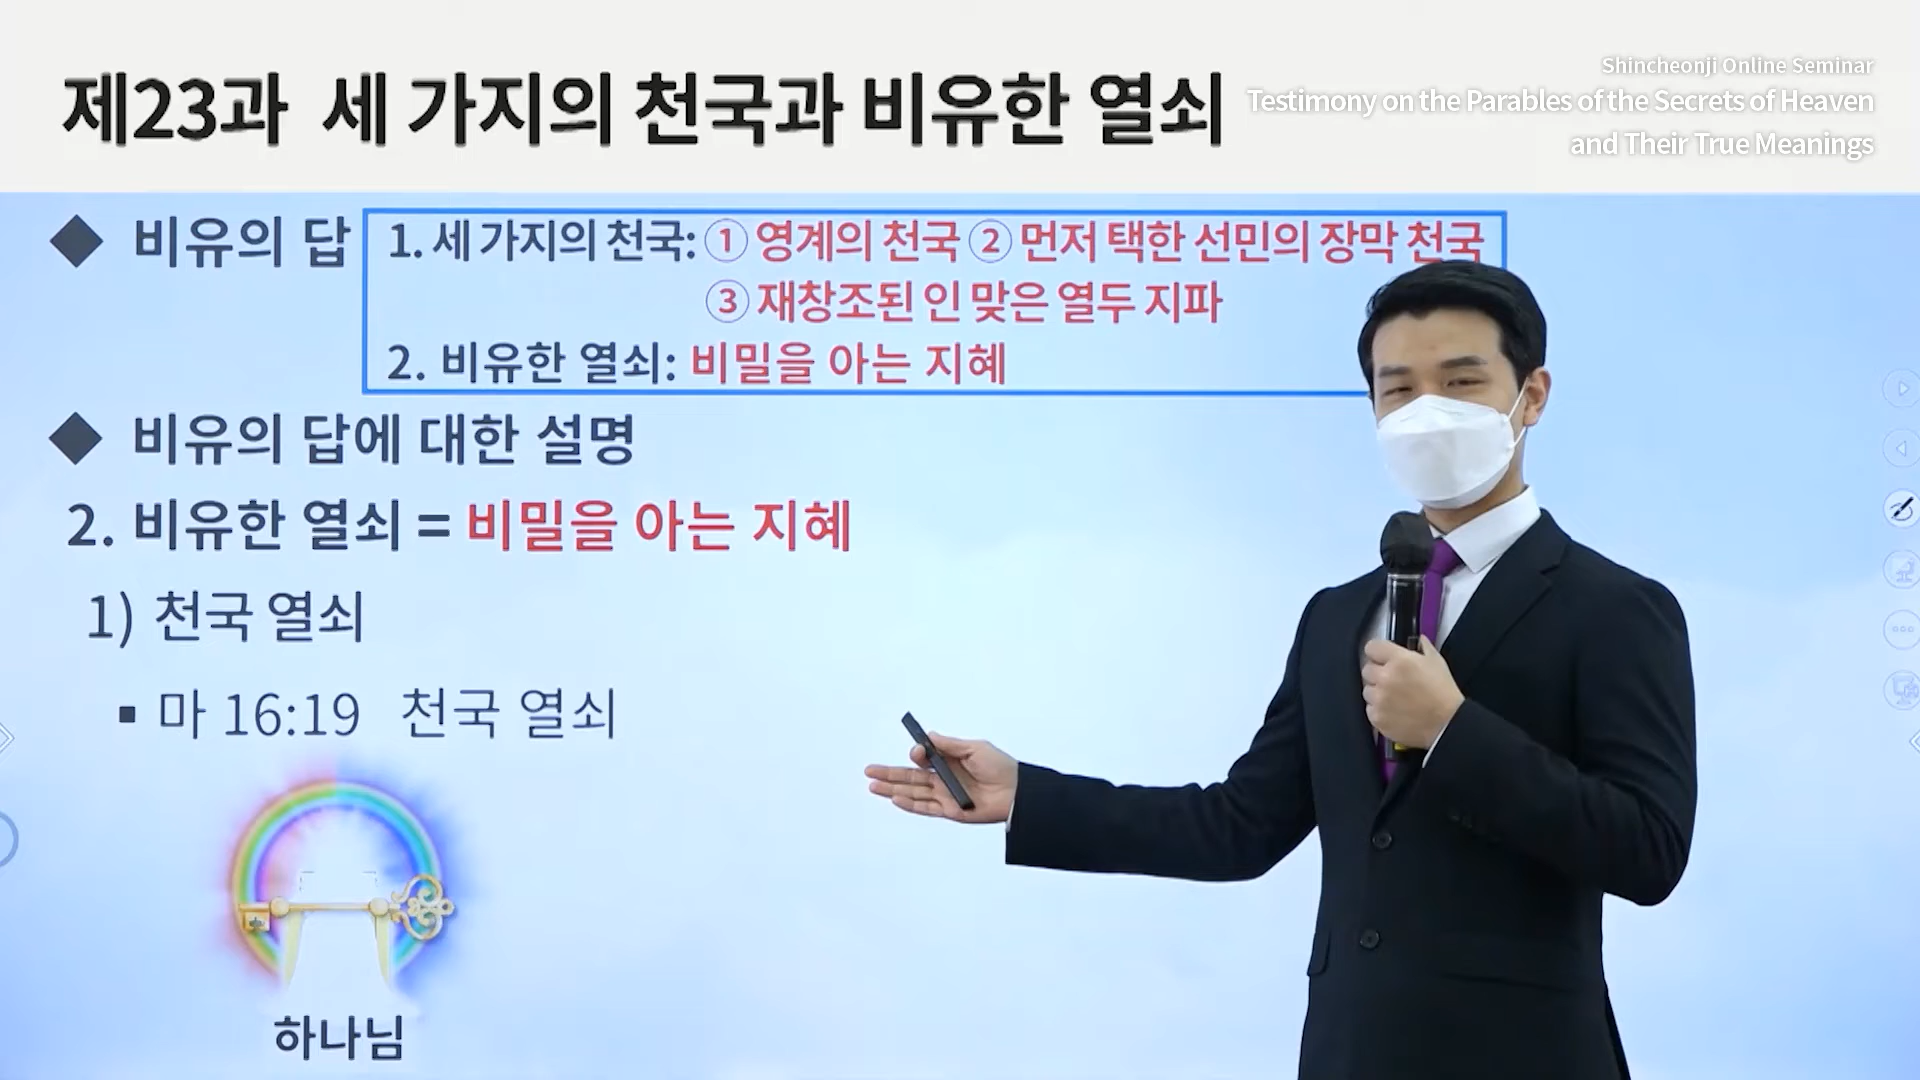 제23과 세 가지의 천국과 비유한 열쇠
Shincheonji Online Seminar
Testimony on the Parables of the Secrets of Heaven
and Their True Meanings
◆ 비유의 답
1. 세 가지의 천국: ① 영계의 천국 ② 먼저 택한 선민의 장막 천국
③ 재창조된 인 맞은 열두 지파
2. 비유한 열쇠: 비밀을 아는 지혜
◆ 비유의 답에 대한 설명
2. 비유한 열쇠 = 비밀을 아는 지혜
1) 천국 열쇠
▪ 마 16:19 천국 열쇠
하나님